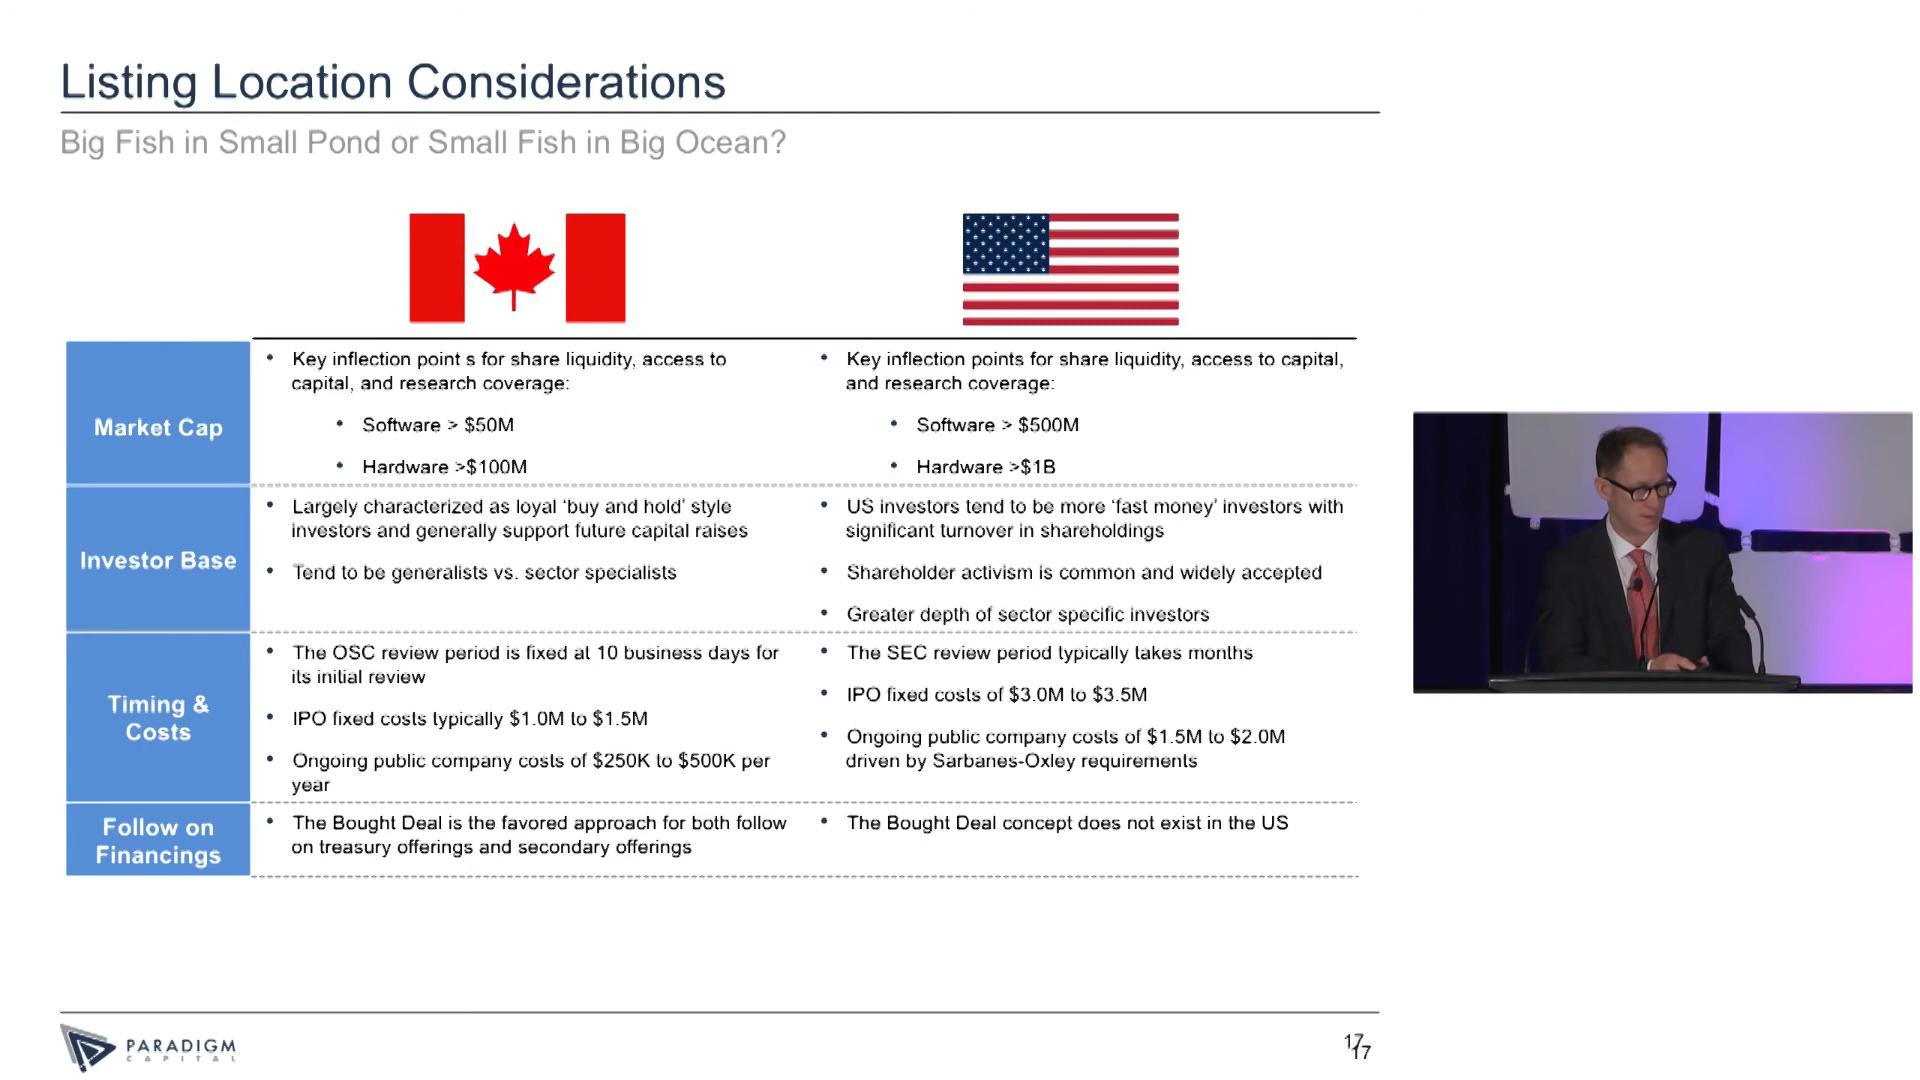 Listing Location Considerations
Big Fish in Small Pond or Small Fish in Big Ocean?
Market Cap
• Key inflection point s for share liquidity, access to
capital, and research coverage:
• Software > $50M
• Hardware >$100M
• Key inflection points for share liquidity, access to capital,
and research coverage:
• Software > $500M
• Hardware >$1B
Investor Base
• Largely characterized as loyal ‘buy and hold’ style
investors and generally support future capital raises
• Tend to be generalists vs. sector specialists
• US investors tend to be more ‘fast money’ investors with
significant turnover in shareholdings
• Shareholder activism is common and widely accepted
• Greater depth of sector specific investors
Timing &
Costs
• The OSC review period is fixed at 10 business days for
its initial review
• IPO fixed costs typically $1.0M to $1.5M
• Ongoing public company costs of $250K to $500K per
year
• The SEC review period typically takes months
• IPO fixed costs of $3.0M to $3.5M
• Ongoing public company costs of $1.5M to $2.0M
driven by Sarbanes-Oxley requirements
Follow on
Financings
• The Bought Deal is the favored approach for both follow
on treasury offerings and secondary offerings
• The Bought Deal concept does not exist in the US
PARADIGM
CAPITAL
17
17